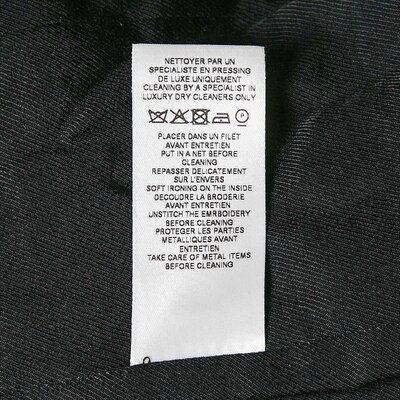 NETTOYER PAR UN
SPECIALISTE EN PRESSING
DE LUXE UNIQUEMENT
CLEANING BY A SPECIALIST IN
LUXURY DRY CLEANERS ONLY
P
PLACER DANS UN FILET
AVANT ENTRETIEN
PUT IN A NET BEFORE
CLEANING
REPASSER DELICATEMENT
SUR L'ENVERS
SOFT IRONING ON THE INSIDE
DECOUDRE LA BRODERIE
AVANT ENTRETIEN
UNSTITCH THE EMRBOIDERY
BEFORE CLEANING
PROTEGER LES PARTIES
METALLIQUES AVANT
ENTRETIEN
TAKE CARE OF METAL ITEMS
BEFORE CLEANING